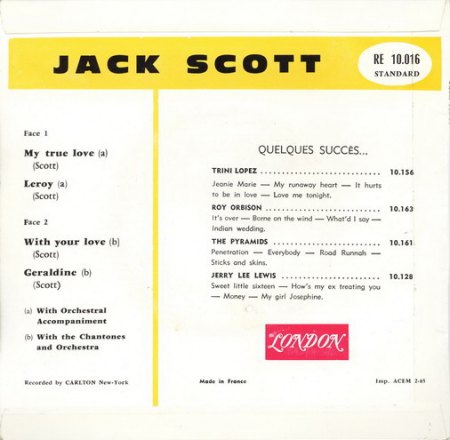 JACK SCOTT
RE 10.016
STANDARD
Face 1
My true love (a)
(Scott)
Leroy (a)
(Scott)
Face 2
With your love (b)
(Scott)
Geraldine (b)
(Scott)
(a) With Orchestral
Accompaniment
(b) With the Chantones
and Orchestra
QUELQUES SUCCÈS...
TRINI LOPEZ ........ 10.156
Jeanie Marie — My runaway heart — It hurts
to be in love — Love me tonight.
ROY ORBISON ........ 10.163
It's over — Borne on the wind — What'd I say —
Indian wedding.
THE PYRAMIDS ........ 10.161
Penetration — Everybody — Road Runnah —
Sticks and skins.
JERRY LEE LEWIS ........ 10.128
Sweet little sixteen — How's my ex treating you
— Money — My girl Josephine.
LONDON
Recorded by CARLTON New-York
Made in France
Imp. ACEM 2-65